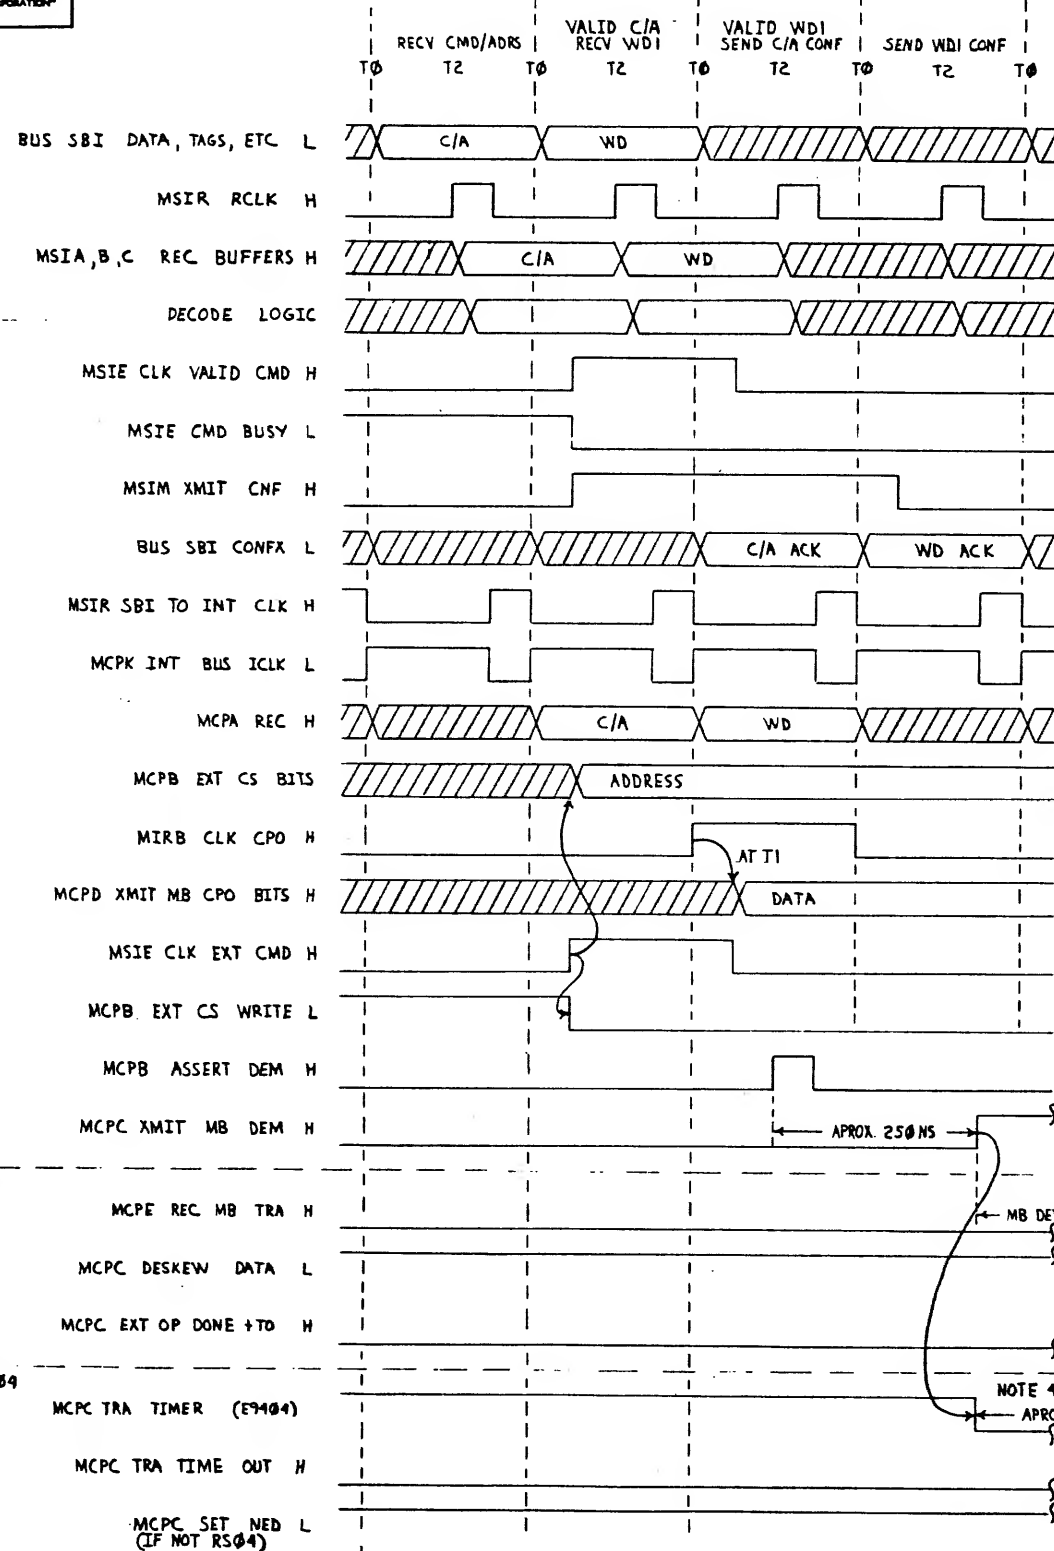 VALID C/A VALID WDI
RECV CMD/ADRS RECV WDI SEND C/A CONF SEND WDI CONF
TØ T2 TØ T2 TØ T2 TØ T2 TØ
BUS SBI DATA, TAGS, ETC L C/A WD
MSIR RCLK H
MSIA,B,C REC BUFFERS H C/A WD
DECODE LOGIC
MSIE CLK VALID CMD H
MSIE CMD BUSY L
MSIM XMIT CNF H
BUS SBI CONFX L C/A ACK WD ACK
MSIR SBI TO INT CLK H
MCPK INT BUS ICLK L
MCPA REC H C/A WD
MCPB EXT CS BITS ADDRESS
MIRB CLK CPO H
AT T1
MCPD XMIT MB CPO BITS H DATA
MSIE CLK EXT CMD H
MCPB EXT CS WRITE L
MCPB ASSERT DEM H
MCPC XMIT MB DEM H APROX. 25Ø NS
MCPE REC MB TRA H MB
MCPC DESKEW DATA L
MCPC EXT OP DONE + TO H
Ø4
NOTE 4
MCPC TRA TIMER
MCPC TRA TIME OUT H
MCPC SET NED L
(IF NOT RSØ4)